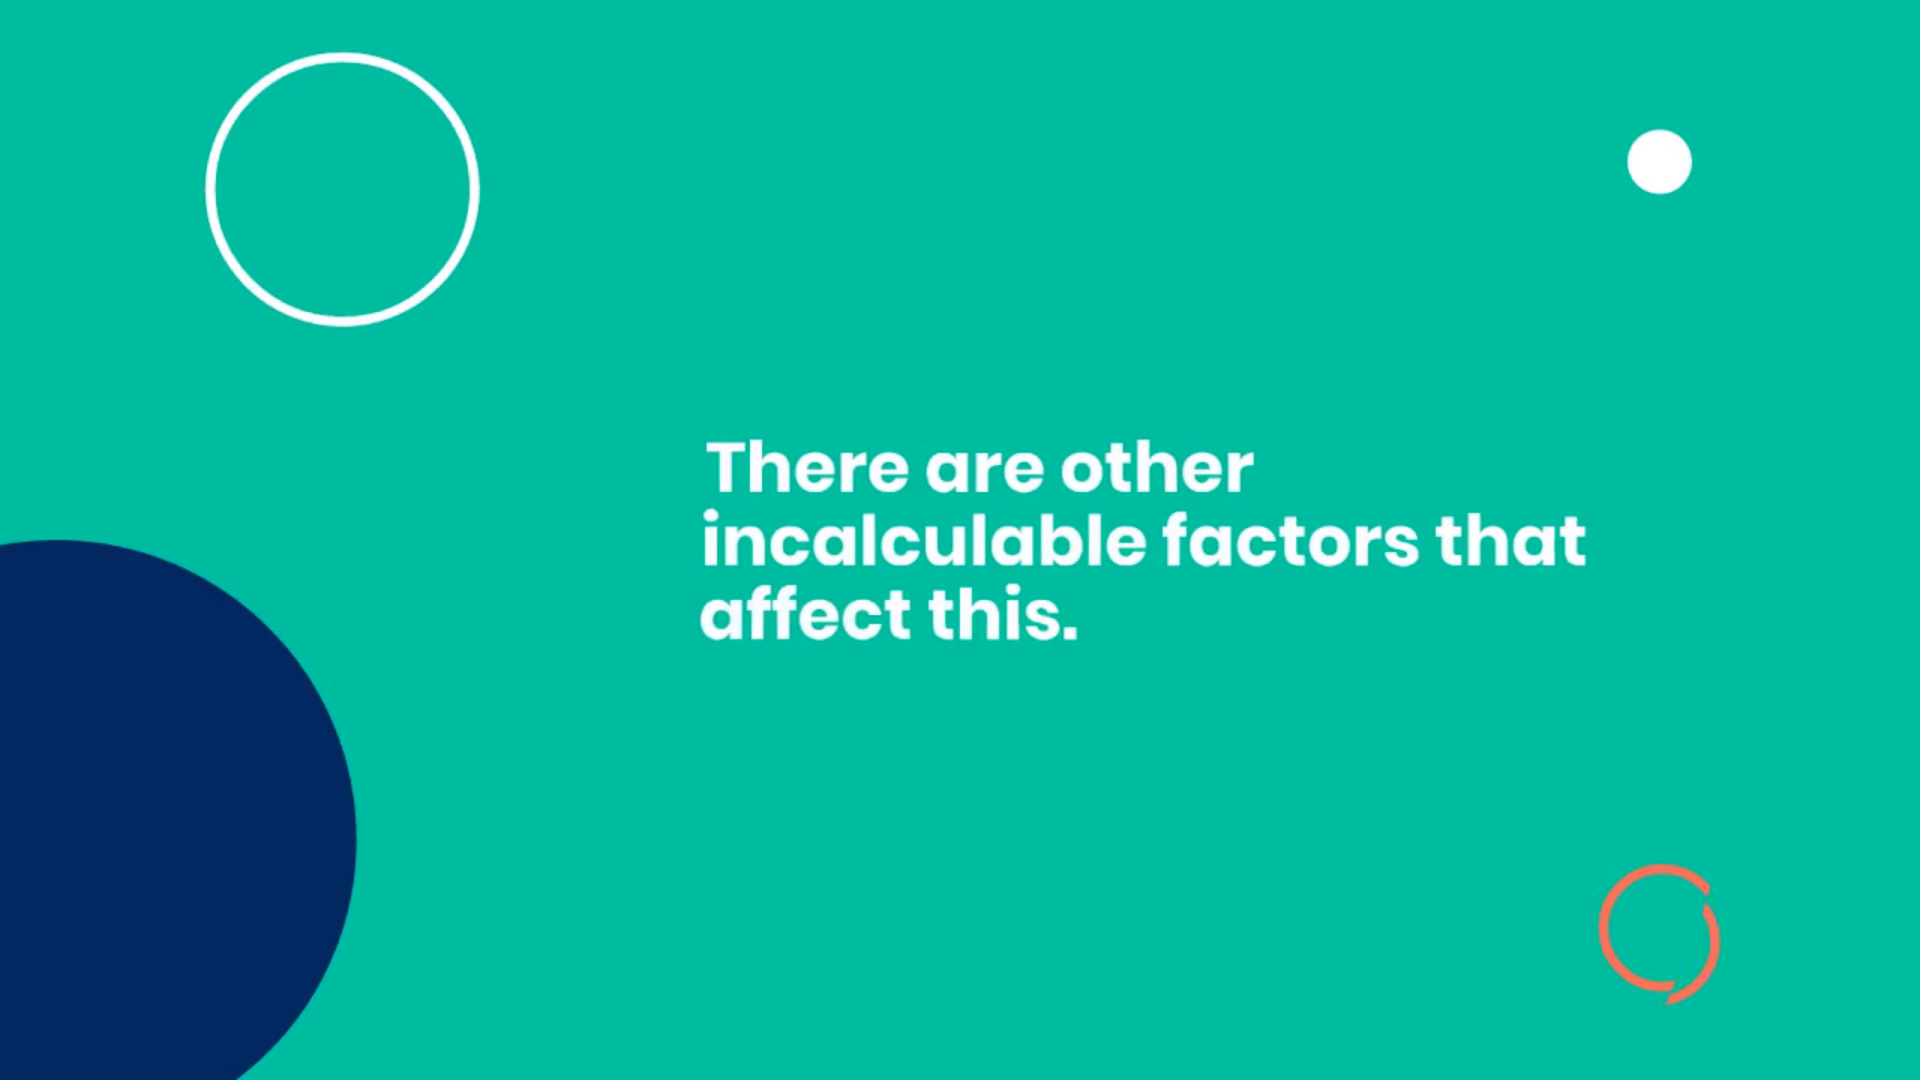 There are other
incalculable factors that
affect this.